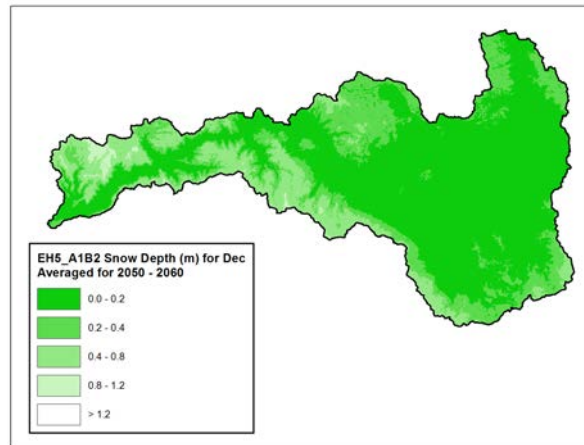 EH5_A1B2 Snow Depth (m) for Dec
Averaged for 2050 - 2060
0.0 - 0.2
0.2 - 0.4
0.4 - 0.8
0.8 - 1.2
> 1.2